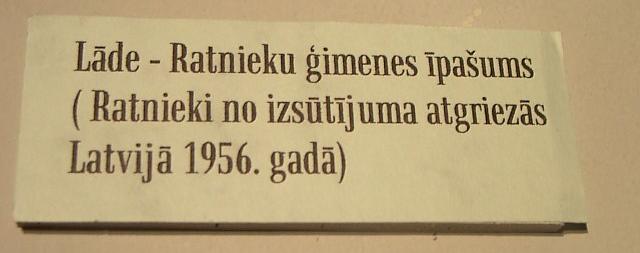 Lāde - Ratnieku ģimenes īpašums
( Ratnieki no izsūtījuma atgriezās
Latvijā 1956. gadā)